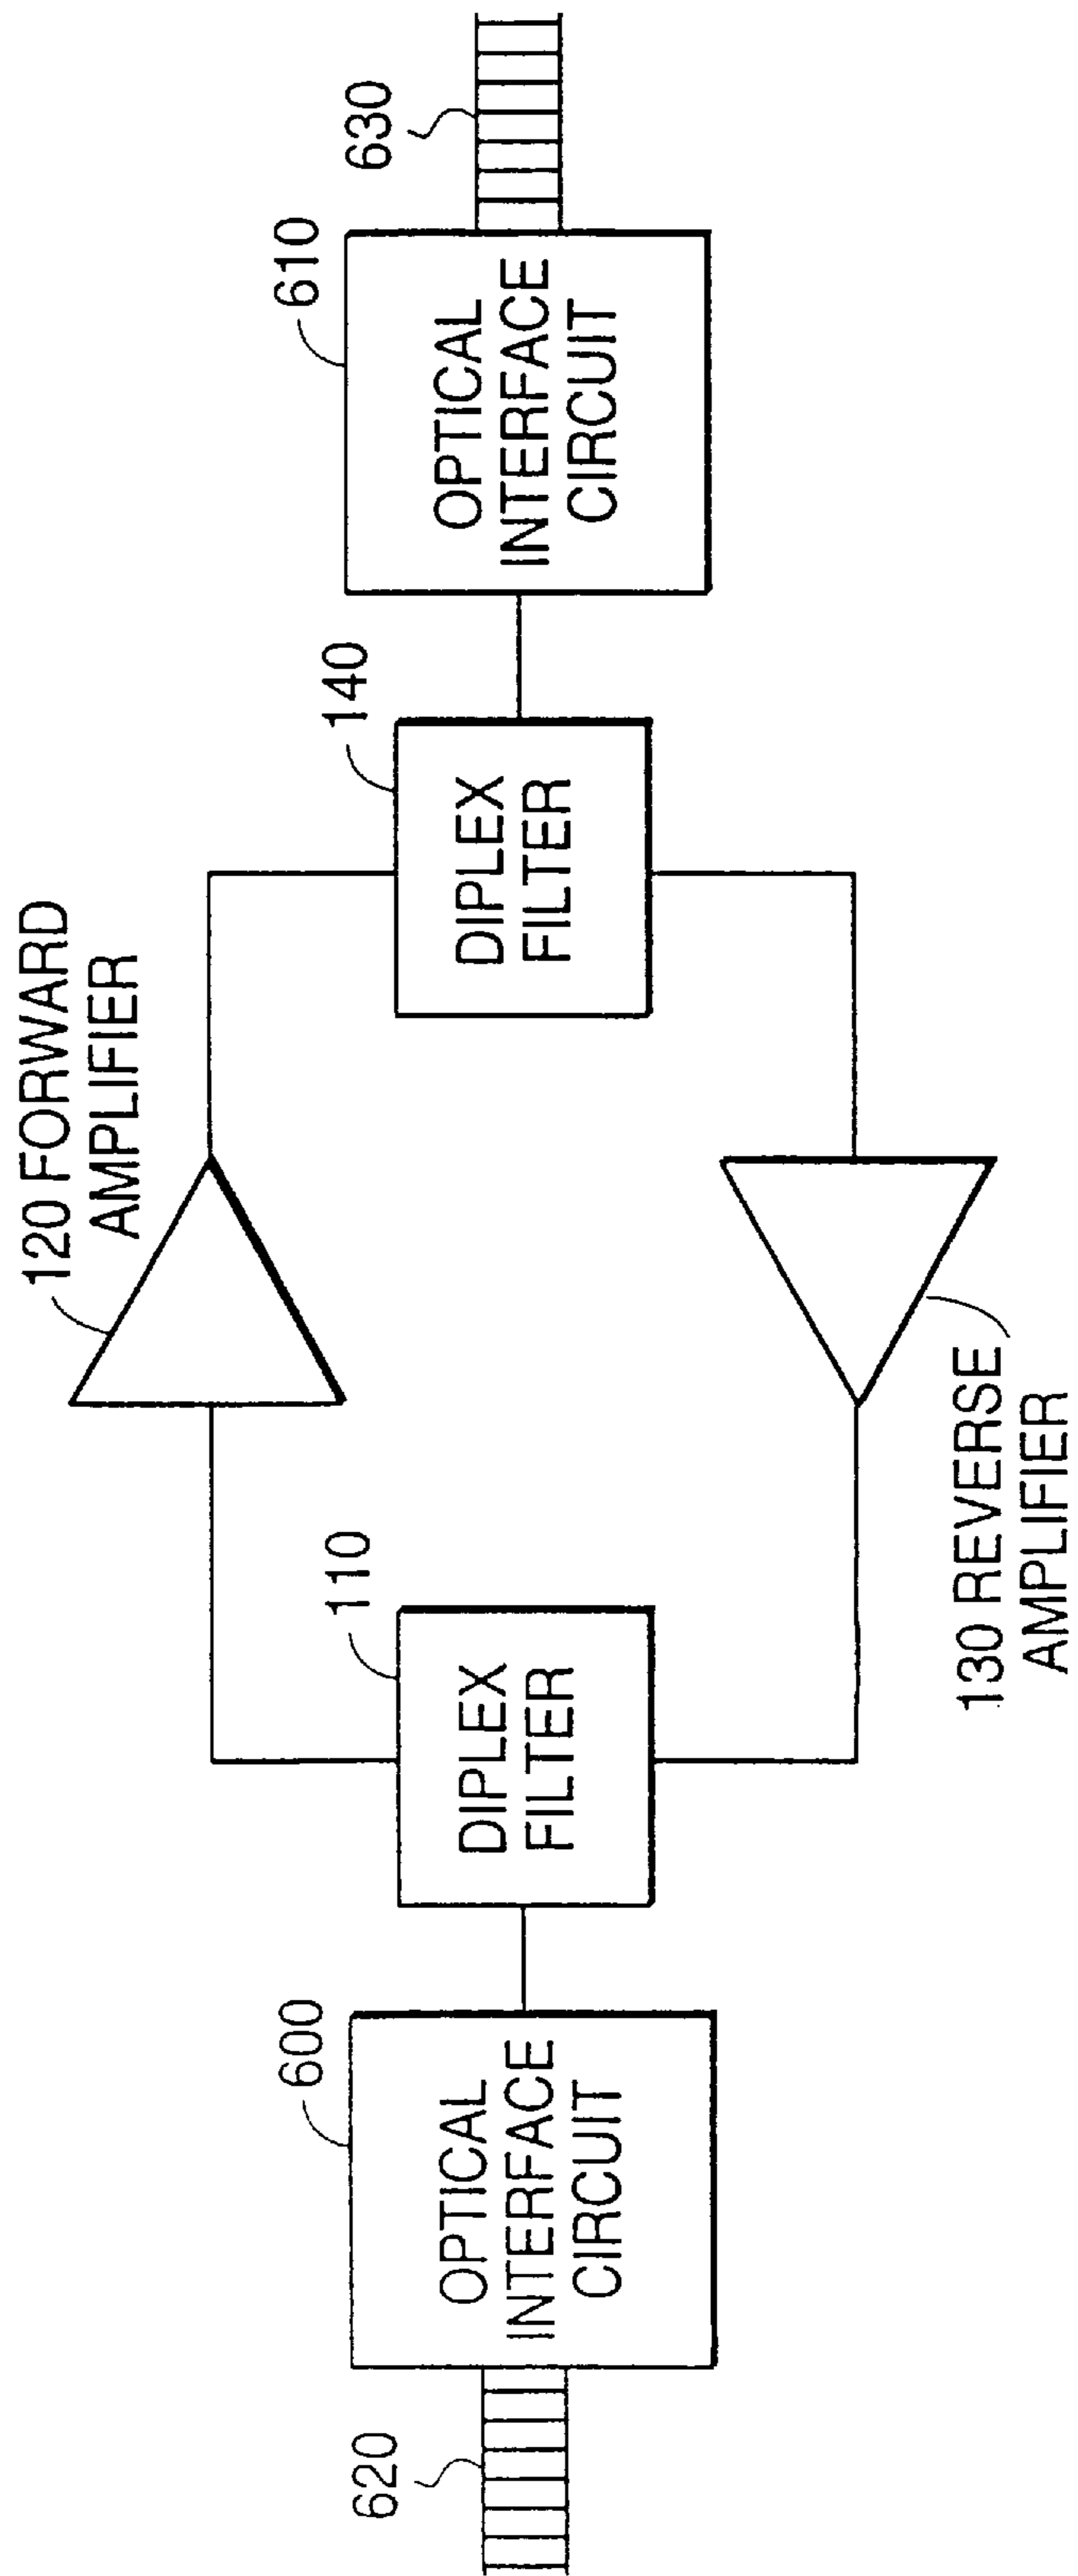 120 FORWARD
AMPLIFIER
620
600
OPTICAL
INTERFACE
CIRCUIT
110
DIPLEX
FILTER
140
DIPLEX
FILTER
610
OPTICAL
INTERFACE
CIRCUIT
630
130 REVERSE
AMPLIFIER